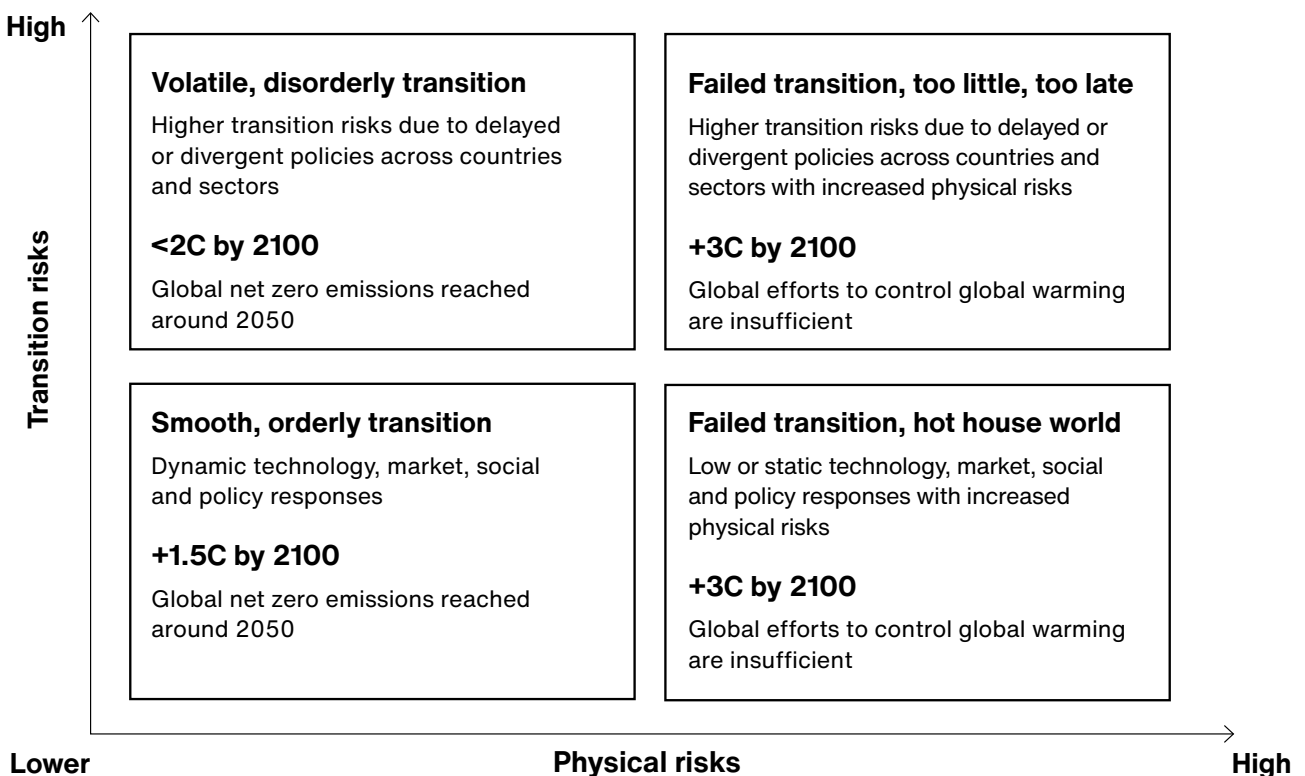 High
Volatile, disorderly transition
Higher transition risks due to delayed
or divergent policies across countries
and sectors
<2C by 2100
Global net zero emissions reached
around 2050
Failed transition, too little, too late
Higher transition risks due to delayed or
divergent policies across countries and
sectors with increased physical risks
+3C by 2100
Global efforts to control global warming
are insufficient
Transition risks
Smooth, orderly transition
Dynamic technology, market, social
and policy responses
+1.5C by 2100
Global net zero emissions reached
around 2050
Failed transition, hot house world
Low or static technology, market, social
and policy responses with increased
physical risks
+3C by 2100
Global efforts to control global warming
are insufficient
Lower
Physical risks
High